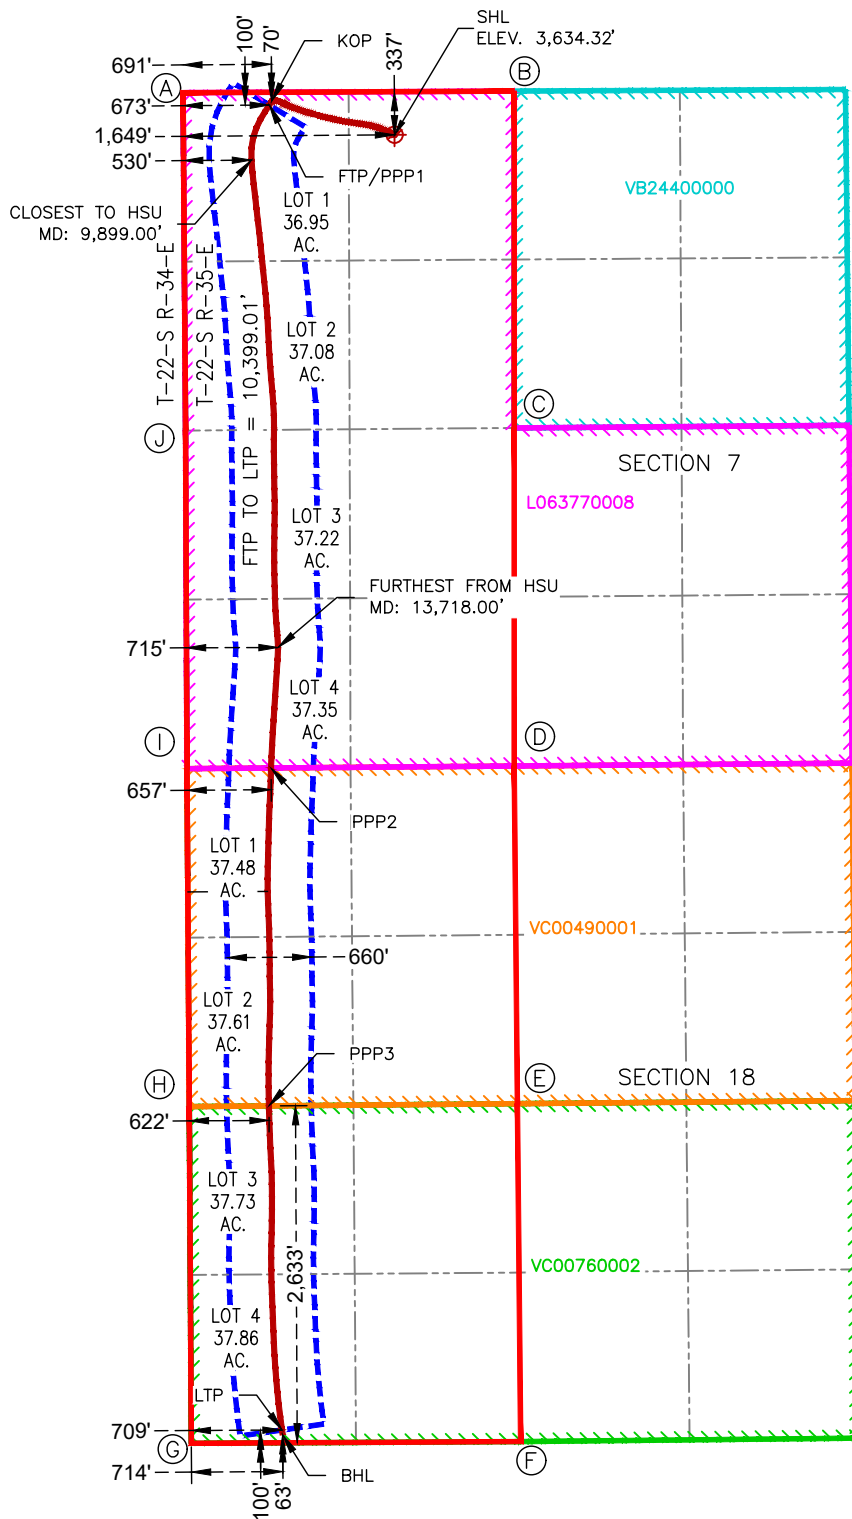 SHL
ELEV. 3,634.32'
KOP
100'
70'
337'
691'
A
B
673'
1,649'
530'
FTP/PPP1
CLOSEST TO HSU
MD: 9,899.00'
LOT 1
36.95
AC.
VB24400000
T-22-S R-34-E
T-22-S R-35-E
FTP TO LTP = 10,399.01'
LOT 2
37.08
AC.
C
J
SECTION 7
L063770008
LOT 3
37.22
AC.
FURTHEST FROM HSU
MD: 13,718.00'
715'
LOT 4
37.35
AC.
I
D
657'
PPP2
LOT 1
37.48
AC.
VC00490001
660'
LOT 2
37.61
AC.
PPP3
H
E
SECTION 18
622'
LOT 3
37.73
AC.
2,633'
VC00760002
LOT 4
37.86
AC.
LTP
709'
G
F
714'
100'
63'
BHL